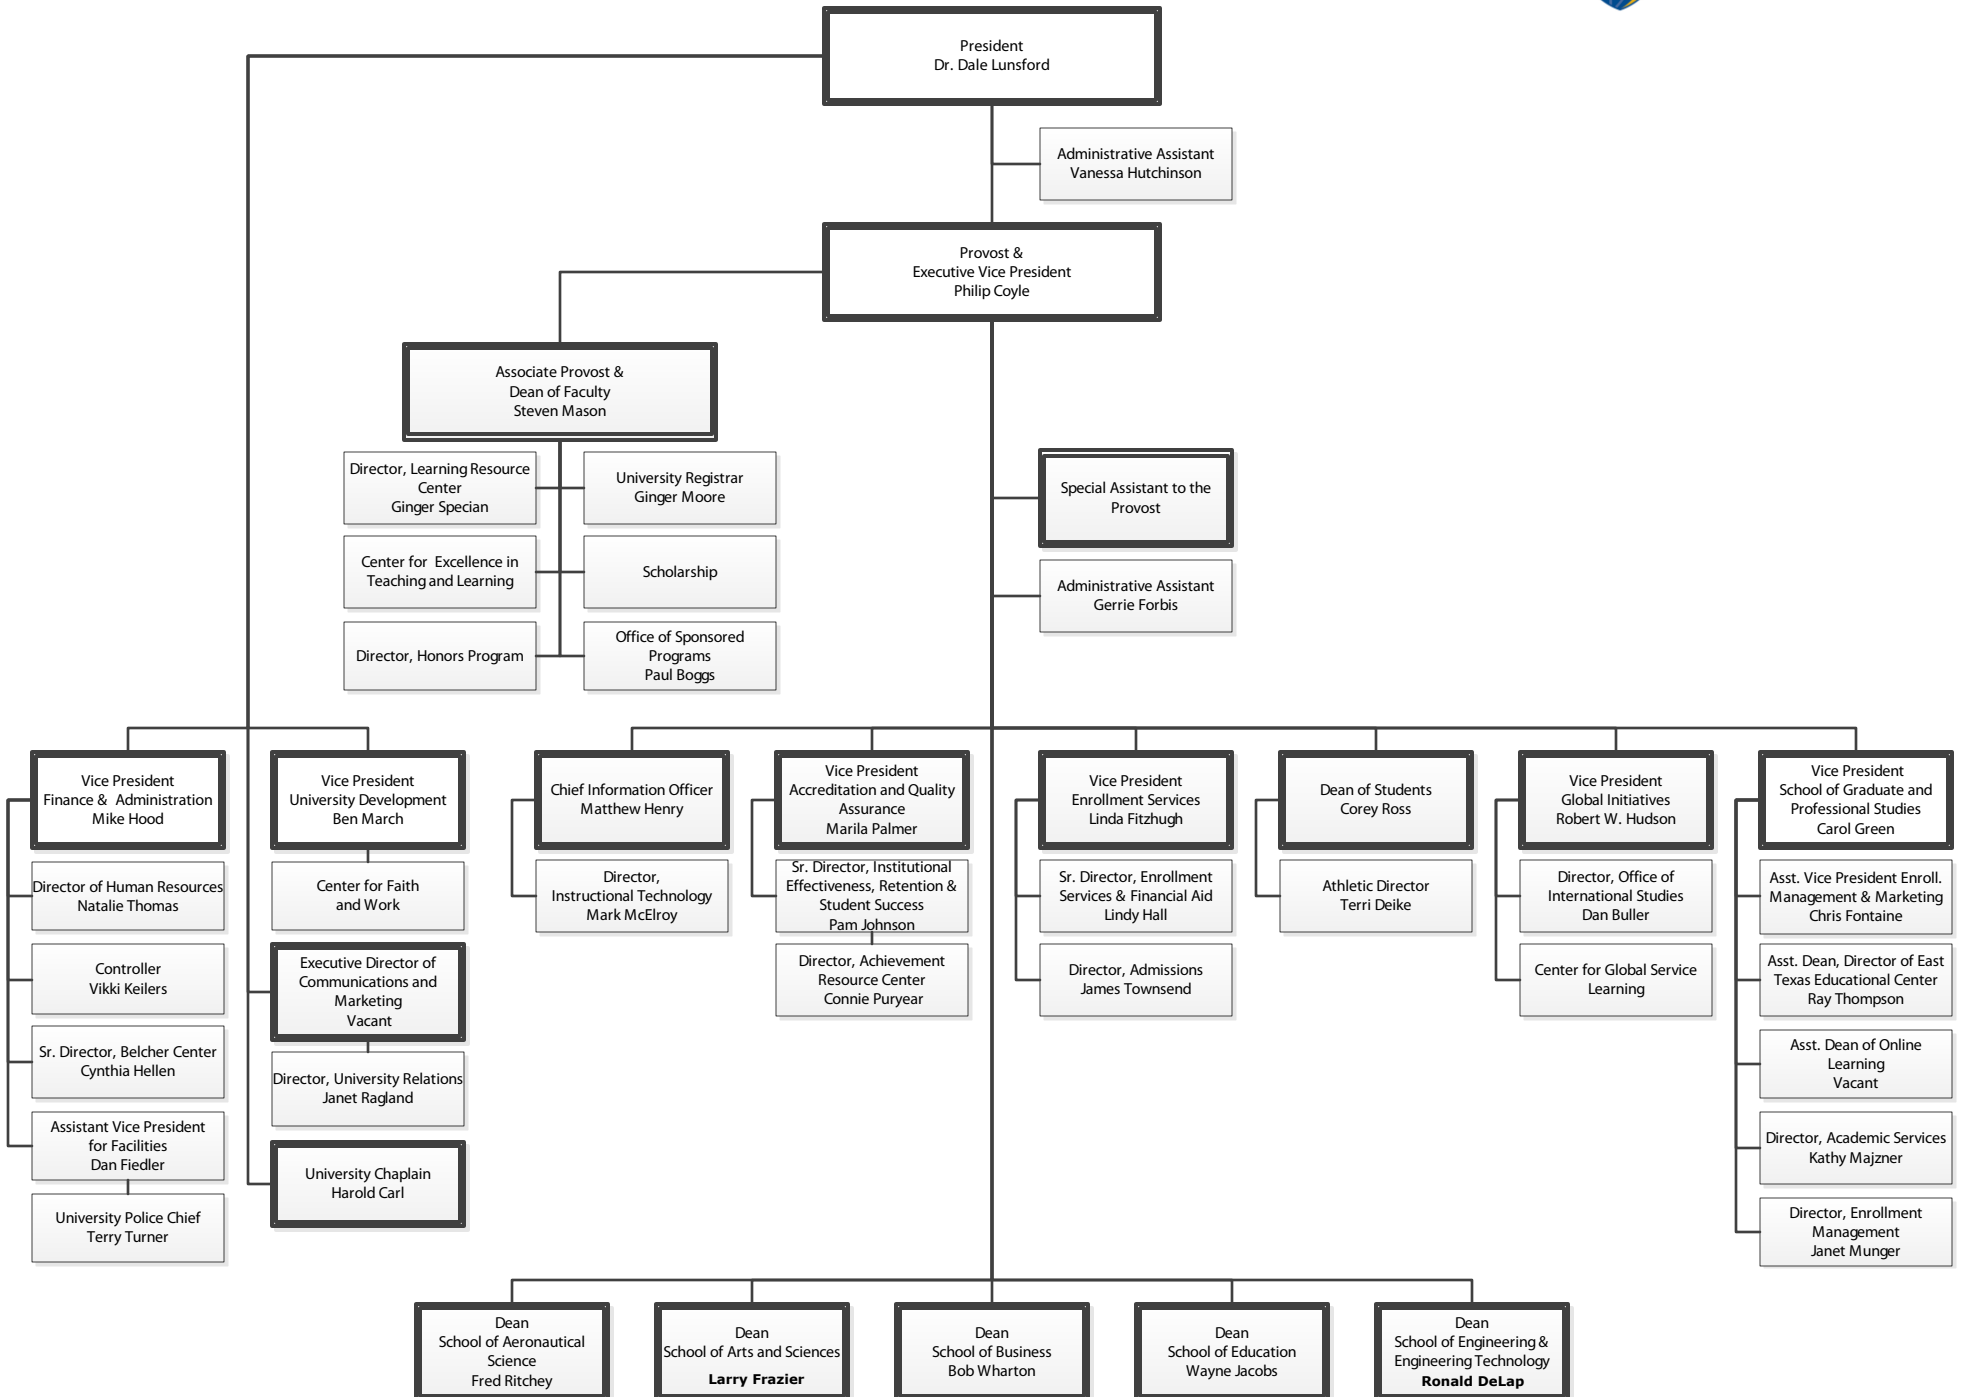 President
Dr. Dale Lunsford
Administrative Assistant
Vanessa Hutchinson
Provost &
Executive Vice President
Philip Coyle
Associate Provost &
Dean of Faculty
Steven Mason
Director, Learning Resource
Center
Ginger Specian
University Registrar
Ginger Moore
Center for Excellence in
Teaching and Learning
Scholarship
Director, Honors Program
Office of Sponsored
Programs
Paul Boggs
Special Assistant to the
Provost
Administrative Assistant
Gerrie Forbis
Vice President
Finance & Administration
Mike Hood
Director of Human Resources
Natalie Thomas
Controller
Vikki Keilers
Sr. Director, Belcher Center
Cynthia Hellen
Assistant Vice President
for Facilities
Dan Fiedler
University Police Chief
Terry Turner
Vice President
University Development
Ben March
Center for Faith
and Work
Executive Director of
Communications and
Marketing
Vacant
Director, University Relations
Janet Ragland
University Chaplain
Harold Carl
Chief Information Officer
Matthew Henry
Director,
Instructional Technology
Mark McElroy
Vice President
Accreditation and Quality
Assurance
Marila Palmer
Sr. Director, Institutional
Effectiveness, Retention &
Student Success
Pam Johnson
Director, Achievement
Resource Center
Connie Puryear
Vice President
Enrollment Services
Linda Fitzhugh
Sr. Director, Enrollment
Services & Financial Aid
Lindy Hall
Director, Admissions
James Townsend
Dean of Students
Corey Ross
Athletic Director
Terri Deike
Vice President
Global Initiatives
Robert W. Hudson
Director, Office of
International Studies
Dan Buller
Center for Global Service
Learning
Vice President
School of Graduate and
Professional Studies
Carol Green
Asst. Vice President Enroll.
Management & Marketing
Chris Fontaine
Asst. Dean, Director of East
Texas Educational Center
Ray Thompson
Asst. Dean of Online
Learning
Vacant
Director, Academic Services
Kathy Majzner
Director, Enrollment
Management
Janet Munger
Dean
School of Aeronautical
Science
Fred Ritchey
Dean
School of Arts and Sciences
Larry Frazier
Dean
School of Business
Bob Wharton
Dean
School of Education
Wayne Jacobs
Dean
School of Engineering &
Engineering Technology
Ronald DeLap